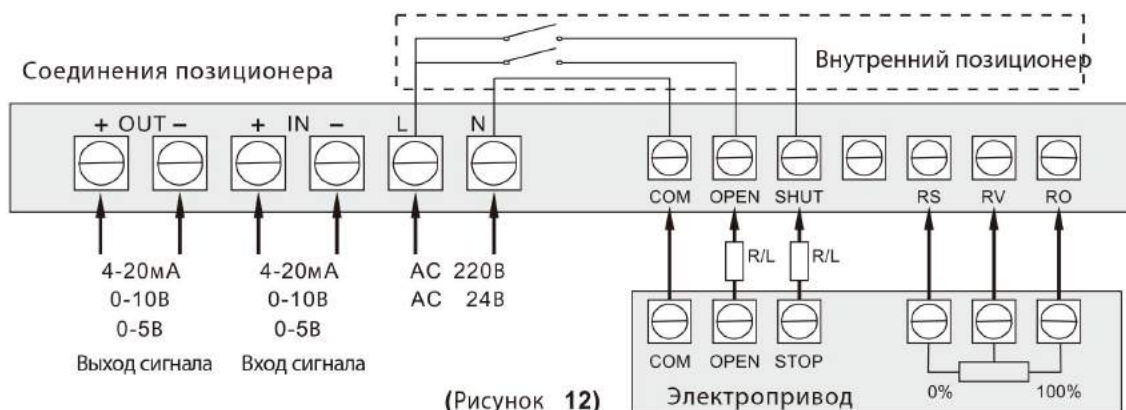 Внутренний позиционер
Соединения позиционера
+ OUT − + IN − L N
COM OPEN SHUT RS RV RO
R/L R/L
4-20мА 4-20мА AC 220В
0-10В 0-10В AC 24В
0-5В 0-5В
Выход сигнала Вход сигнала
COM OPEN STOP
0% 100%
(Рисунок 12)
Электропривод